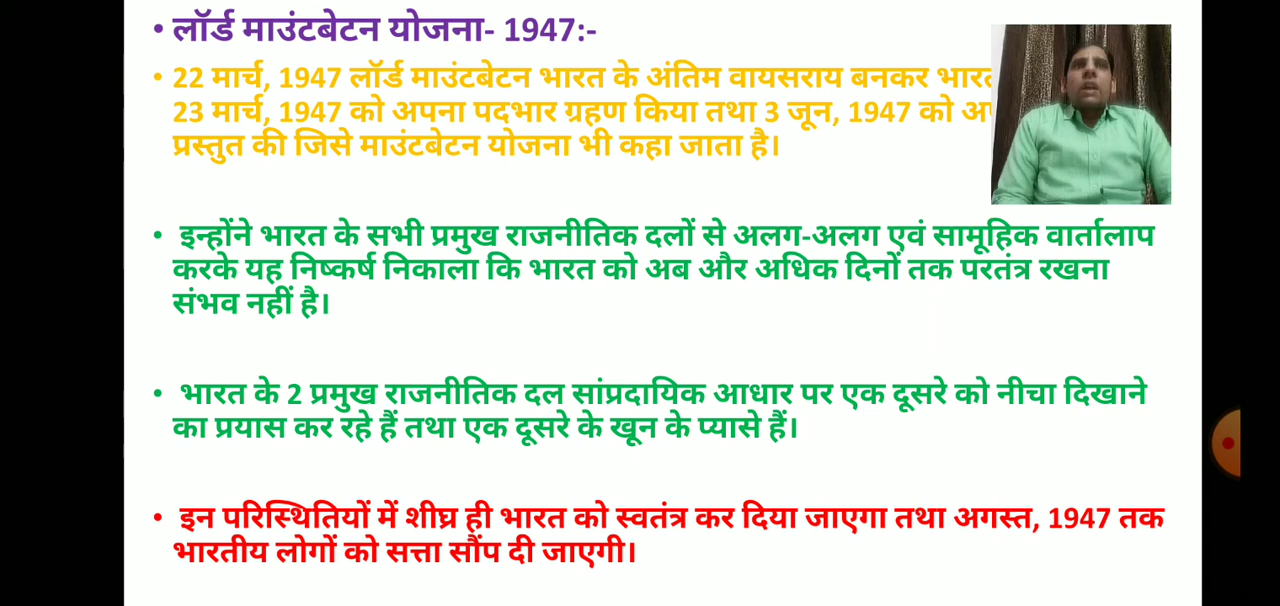 • लॉर्ड माउंटबेटन योजना- 1947:-
• 22 मार्च, 1947 लॉर्ड माउंटबेटन भारत के अंतिम वायसराय बनकर
23 मार्च, 1947 को अपना पदभार ग्रहण किया तथा 3 जून, 1947 को
प्रस्तुत की जिसे माउंटबेटन योजना भी कहा जाता है।
• इन्होंने भारत के सभी प्रमुख राजनीतिक दलों से अलग-अलग एवं सामूहिक वार्तालाप
करके यह निष्कर्ष निकाला कि भारत को अब और अधिक दिनों तक परतंत्र रखना
संभव नहीं है।
• भारत के 2 प्रमुख राजनीतिक दल सांप्रदायिक आधार पर एक दूसरे को नीचा दिखाने
का प्रयास कर रहे हैं तथा एक दूसरे के खून के प्यासे हैं।
• इन परिस्थितियों में शीघ्र ही भारत को स्वतंत्र कर दिया जाएगा तथा अगस्त, 1947 तक
भारतीय लोगों को सत्ता सौंप दी जाएगी।